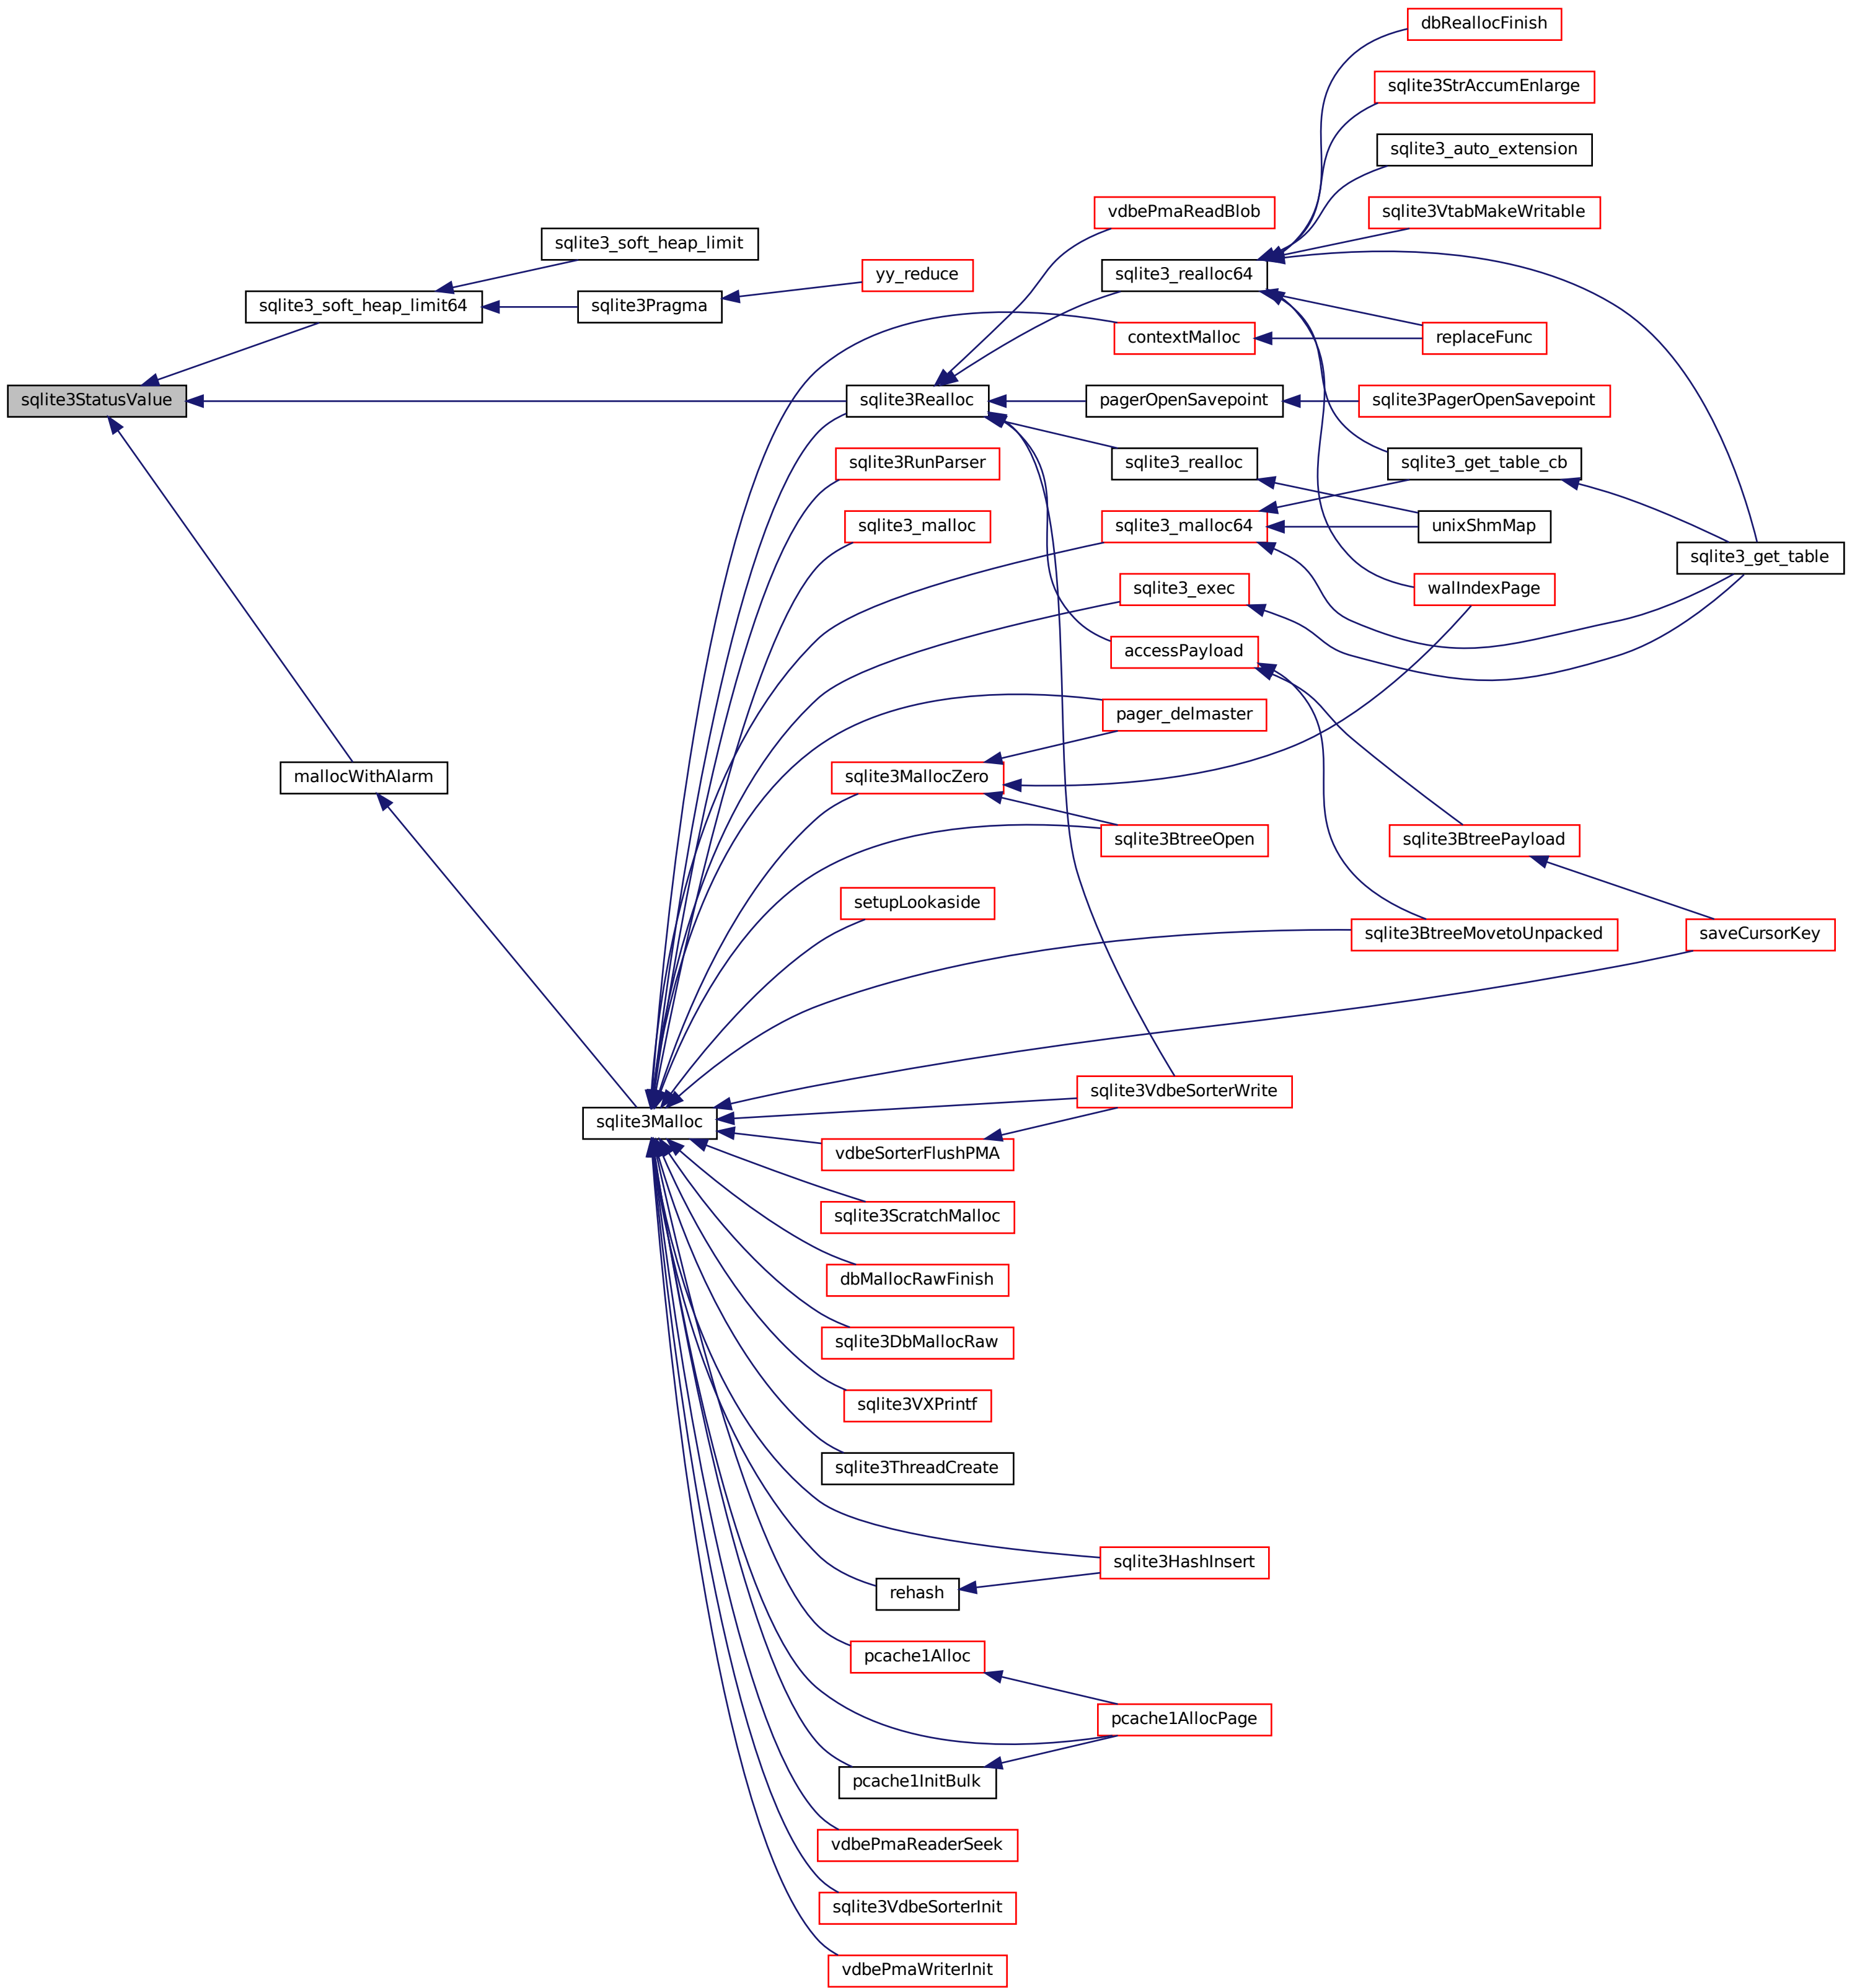 dbReallocFinish
sqlite3StrAccumEnlarge
sqlite3_auto_extension
sqlite3VtabMakeWritable
vdbePmaReadBlob
sqlite3_soft_heap_limit
sqlite3_realloc64
yy_reduce
sqlite3_soft_heap_limit64
sqlite3Pragma
contextMalloc
replaceFunc
sqlite3StatusValue
sqlite3Realloc
pagerOpenSavepoint
sqlite3PagerOpenSavepoint
sqlite3RunParser
sqlite3_realloc
sqlite3_get_table_cb
sqlite3_malloc
sqlite3_malloc64
unixShmMap
sqlite3_get_table
sqlite3_exec
walIndexPage
accessPayload
pager_delmaster
mallocWithAlarm
sqlite3MallocZero
sqlite3BtreeOpen
sqlite3BtreePayload
setupLookaside
sqlite3BtreeMovetoUnpacked
saveCursorKey
sqlite3VdbeSorterWrite
sqlite3Malloc
vdbeSorterFlushPMA
sqlite3ScratchMalloc
dbMallocRawFinish
sqlite3DbMallocRaw
sqlite3VXPrintf
sqlite3ThreadCreate
sqlite3HashInsert
rehash
pcache1Alloc
pcache1AllocPage
pcache1InitBulk
vdbePmaReaderSeek
sqlite3VdbeSorterInit
vdbePmaWriterInit